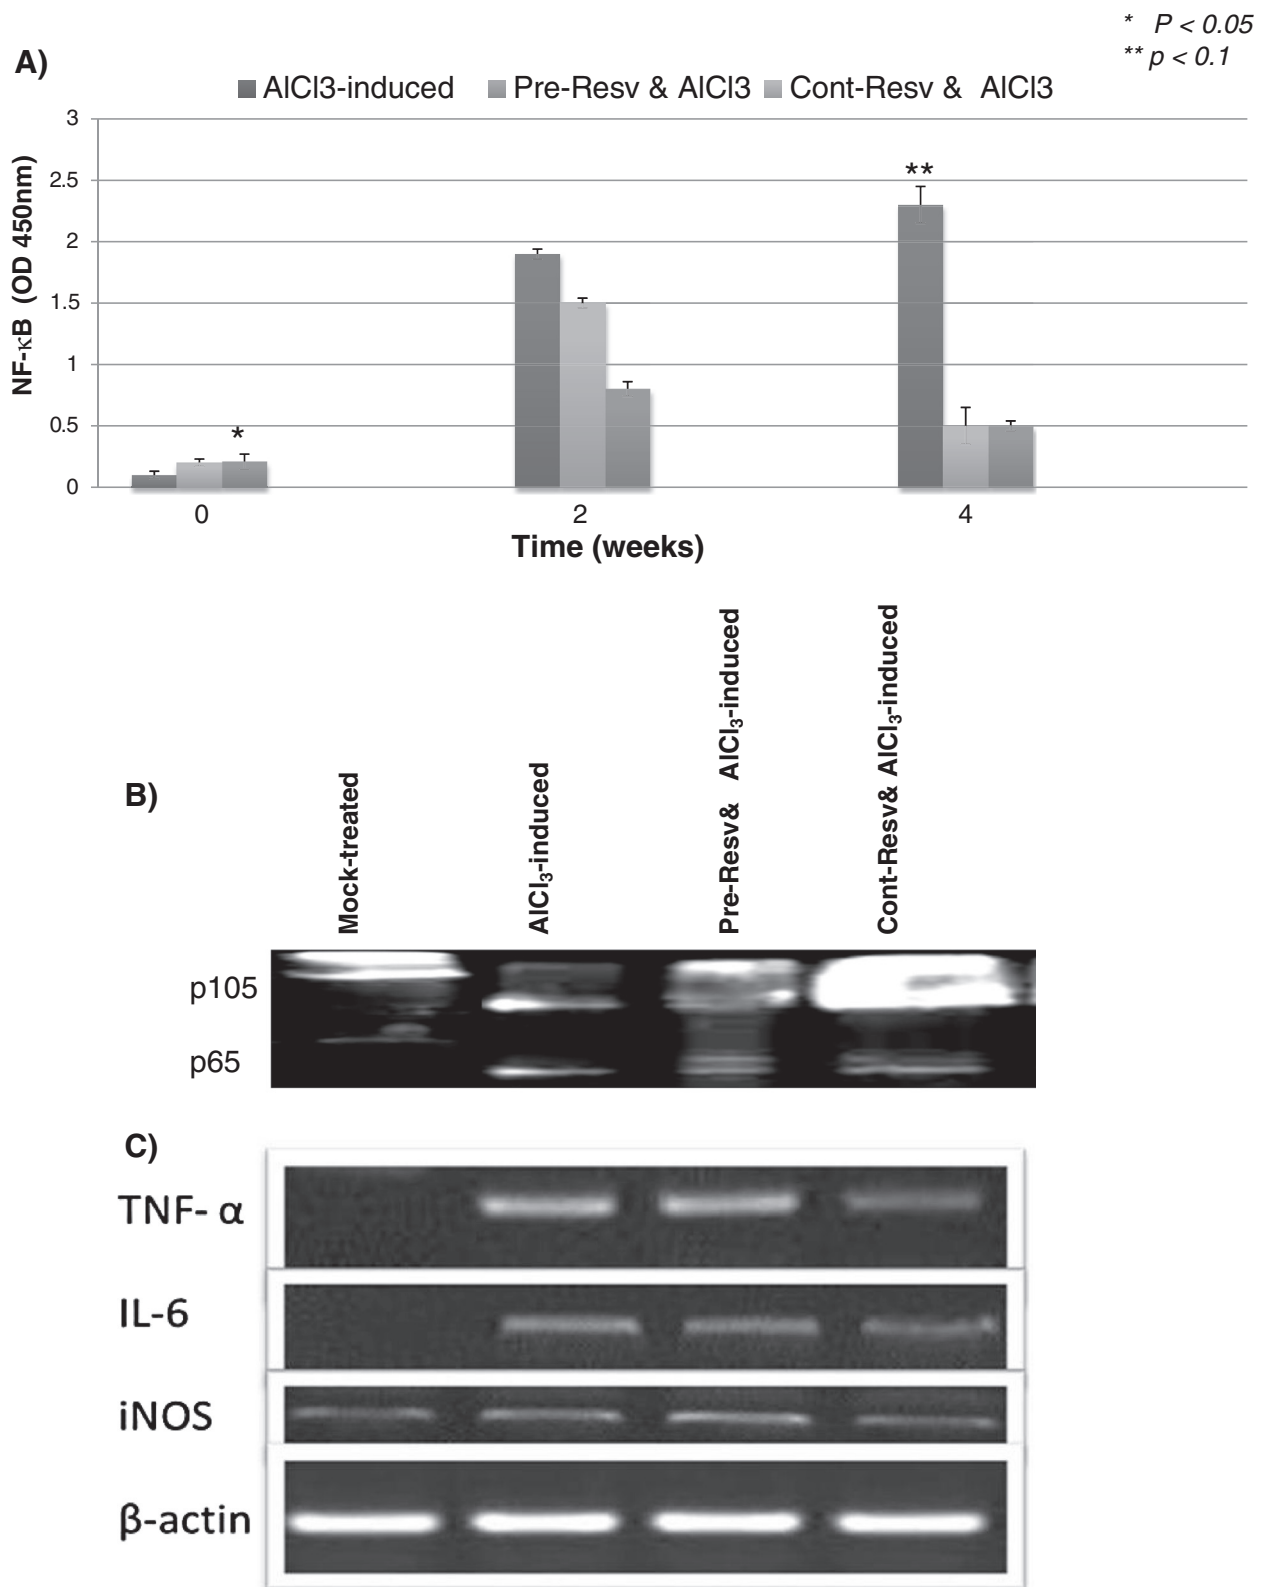 * P < 0.05
** p < 0.1
A)
AlCl3-induced Pre-Resv & AlCl3 Cont-Resv & AlCl3
NF-κB (OD 450nm)
3
2.5
2
1.5
1
0.5
0
**
*
0 2 4
Time (weeks)
B)
Mock-treated
AlCl₃-induced
Pre-Resv& AlCl₃-induced
Cont-Resv& AlCl₃-induced
p105
p65
C)
TNF- α
IL-6
iNOS
β-actin